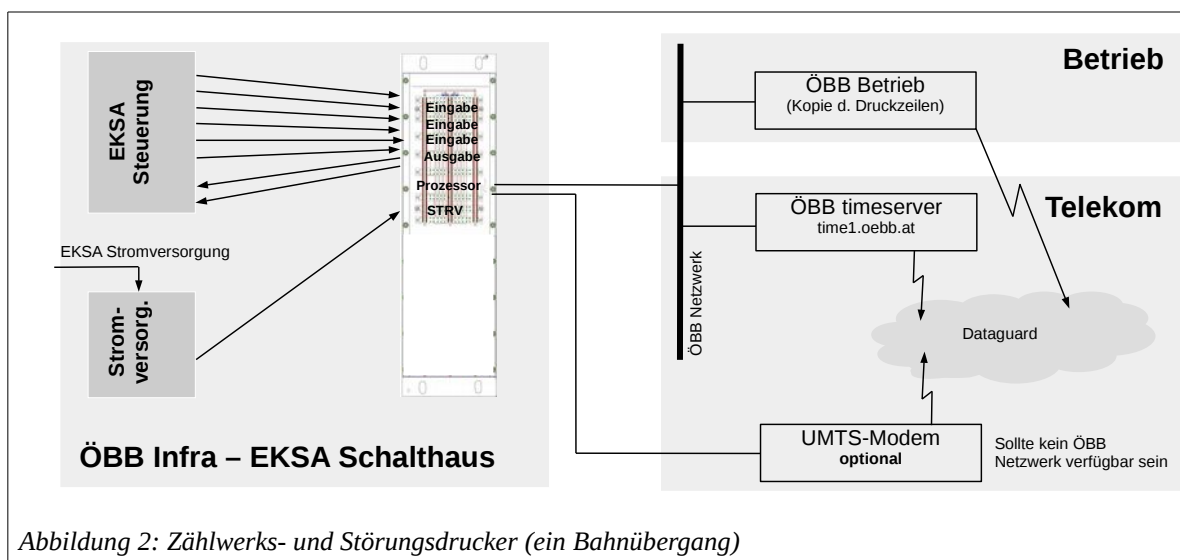 EKSA
Steuerung
EKSA Stromversorgung
Strom-
versorg.
Eingabe
Eingabe
Eingabe
Ausgabe
Prozessor
STRV
ÖBB Infra – EKSA Schalthaus
ÖBB Netzwerk
Betrieb
ÖBB Betrieb
(Kopie d. Druckzeilen)
Telekom
ÖBB timeserver
time1.oebb.at
Dataguard
UMTS-Modem
optional
Sollte kein ÖBB
Netzwerk verfügbar sein
Abbildung 2: Zählwerks- und Störungsdrucker (ein Bahnübergang)